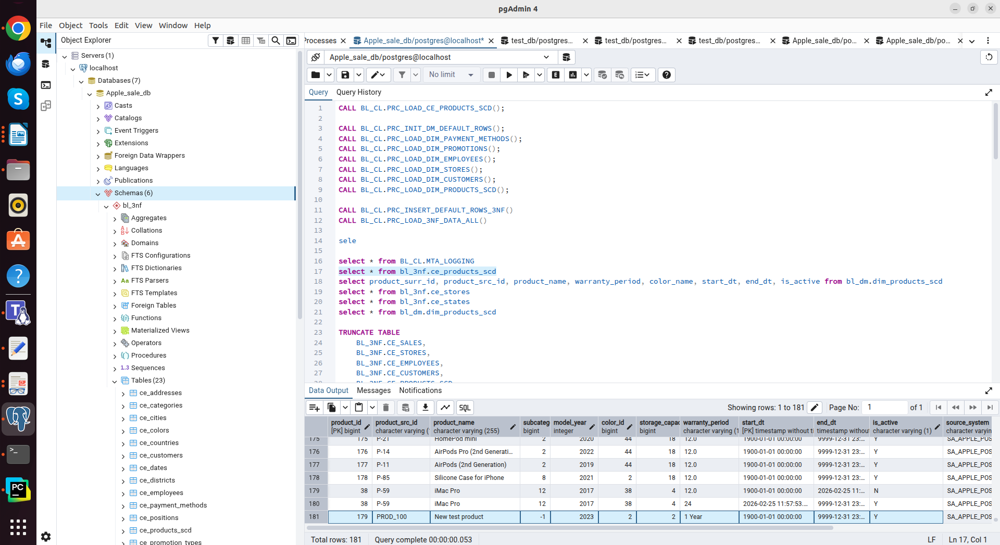 pgAdmin 4
File Object Tools Edit View Window Help
Object Explorer
Servers (1)
localhost
Databases (7)
Apple_sale_db
Casts
Catalogs
Event Triggers
Extensions
Foreign Data Wrappers
Languages
Publications
Schemas (6)
bl_3nf
Aggregates
Collations
Domains
FTS Configurations
FTS Dictionaries
Aa FTS Parsers
FTS Templates
Foreign Tables
Functions
Materialized Views
Operators
Procedures
1..3 Sequences
Tables (23)
ce_addresses
ce_categories
ce_cities
ce_colors
ce_countries
ce_customers
ce_dates
ce_districts
ce_employees
ce_payment_methods
ce_positions
ce_products_scd
ce_promotion_types
Processes Apple_sale_db/postgres@localhost* test_db/postgres... test_db/postgres... test_db/postgres... Apple_sale_db/po... Apple_sale_db/po...
Apple_sale_db/postgres@localhost
No limit E
Query Query History
1 CALL BL_CL.PRC_LOAD_CE_PRODUCTS_SCD();
2
3 CALL BL_CL.PRC_INIT_DM_DEFAULT_ROWS();
4 CALL BL_CL.PRC_LOAD_DIM_PAYMENT_METHODS();
5 CALL BL_CL.PRC_LOAD_DIM_PROMOTIONS();
6 CALL BL_CL.PRC_LOAD_DIM_EMPLOYEES();
7 CALL BL_CL.PRC_LOAD_DIM_STORES();
8 CALL BL_CL.PRC_LOAD_DIM_CUSTOMERS();
9 CALL BL_CL.PRC_LOAD_DIM_PRODUCTS_SCD();
10
11 CALL BL_CL.PRC_INSERT_DEFAULT_ROWS_3NF()
12 CALL BL_CL.PRC_LOAD_3NF_DATA_ALL()
13
14 sele
15
16 select * from BL_CL.MTA_LOGGING
17 select * from bl_3nf.ce_products_scd
18 select product_surr_id, product_src_id, product_name, warranty_period, color_name, start_dt, end_dt, is_active from bl_dm.dim_products_scd
19 select * from bl_3nf.ce_stores
20 select * from bl_3nf.ce_states
21 select * from bl_dm.dim_products_scd
22
23 TRUNCATE TABLE
24 BL_3NF.CE_SALES,
25 BL_3NF.CE_STORES,
26 BL_3NF.CE_EMPLOYEES,
27 BL_3NF.CE_CUSTOMERS,
28 BL_3NF.CE_PRODUCTS_SCD
Data Output Messages Notifications
SQL Showing rows: 1 to 181 Page No: 1 of 1
product_id product_src_id product_name subcateg model_year color_id storage_capac warranty_period start_dt end_dt is_active source_system
[PK] bigint character varying ( character varying (255) bigint integer bigint bigint character varying (1 [PK] timestamp without ti timestamp without character varying (1) character varyin
175 175 P-21 HomePod mini 2 2020 44 18 12.0 1900-01-01 00:00:00 9999-12-31 23:... Y SA_APPLE_POS
176 176 P-14 AirPods Pro (2nd Generati... 2 2022 44 18 12.0 1900-01-01 00:00:00 9999-12-31 23:... Y SA_APPLE_POS
177 177 P-11 AirPods (2nd Generation) 2 2019 44 18 12.0 1900-01-01 00:00:00 9999-12-31 23:... Y SA_APPLE_POS
178 178 P-85 Silicone Case for iPhone 8 2021 2 18 12.0 1900-01-01 00:00:00 9999-12-31 23:... Y SA_APPLE_POS
179 38 P-59 iMac Pro 12 2017 38 4 12.0 1900-01-01 00:00:00 2026-02-25 11:... N SA_APPLE_POS
180 38 P-59 iMac Pro 12 2017 38 4 24 2026-02-25 11:57:53.... 9999-12-31 23:... Y SA_APPLE_POS
181 179 PROD_100 New test product -1 2023 2 2 1 Year 1900-01-01 00:00:00 9999-12-31 23:... Y SA_APPLE_POS
Total rows: 181 Query complete 00:00:00.053 LF Ln 17, Col 1